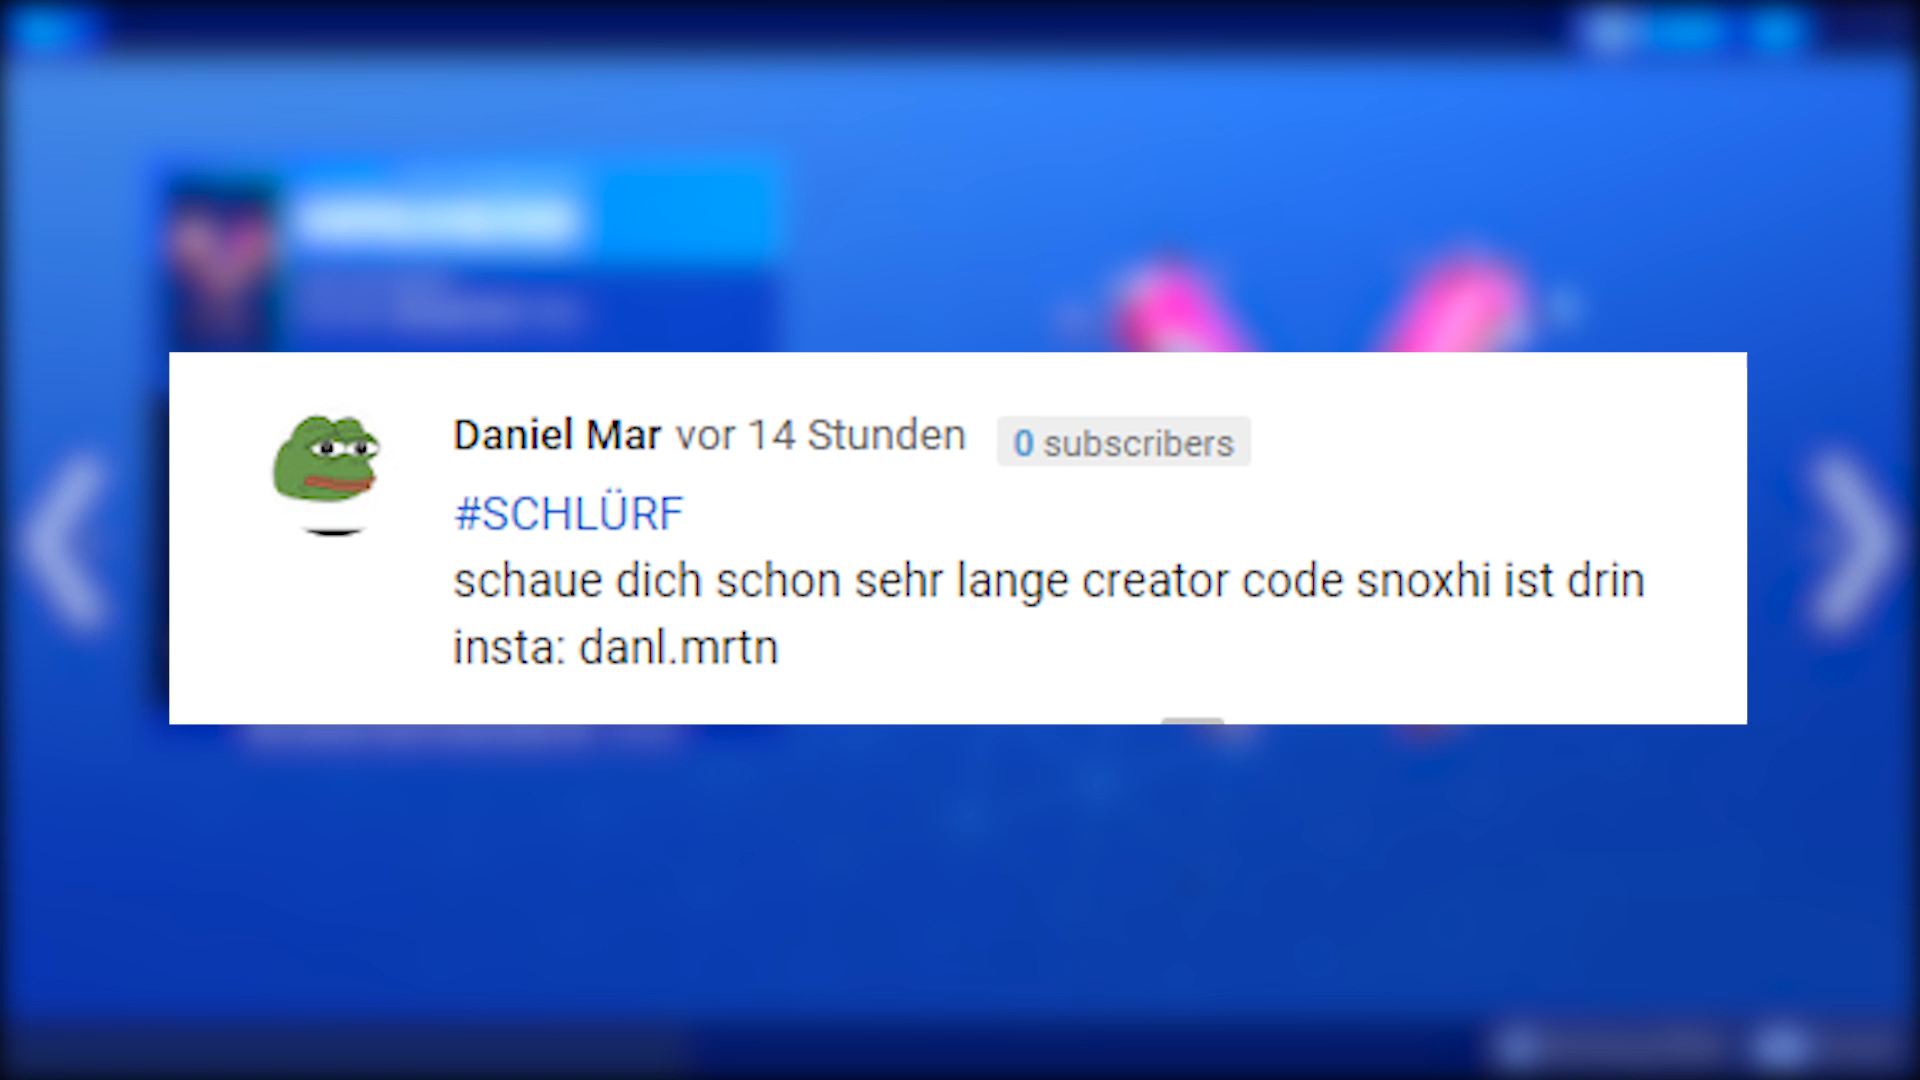 Daniel Mar vor 14 Stunden 0 subscribers
#SCHLÜRF
schaue dich schon sehr lange creator code snoxhi ist drin
insta: danl.mrtn